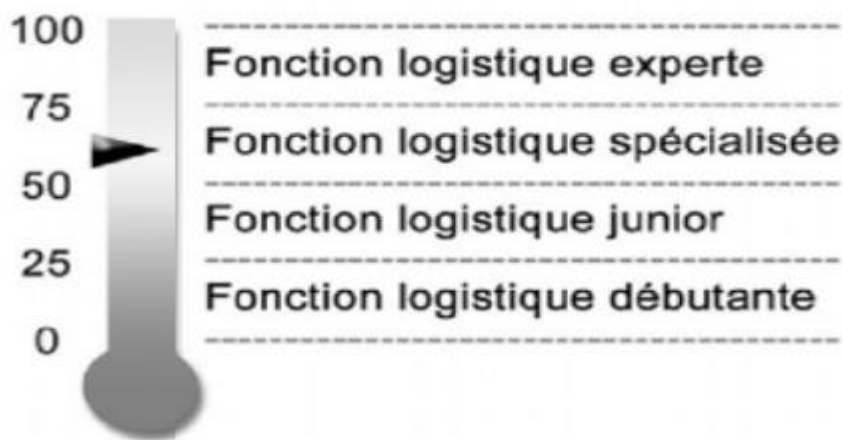 100
Fonction logistique experte
75
Fonction logistique spécialisée
50
Fonction logistique junior
25
Fonction logistique débutante
0